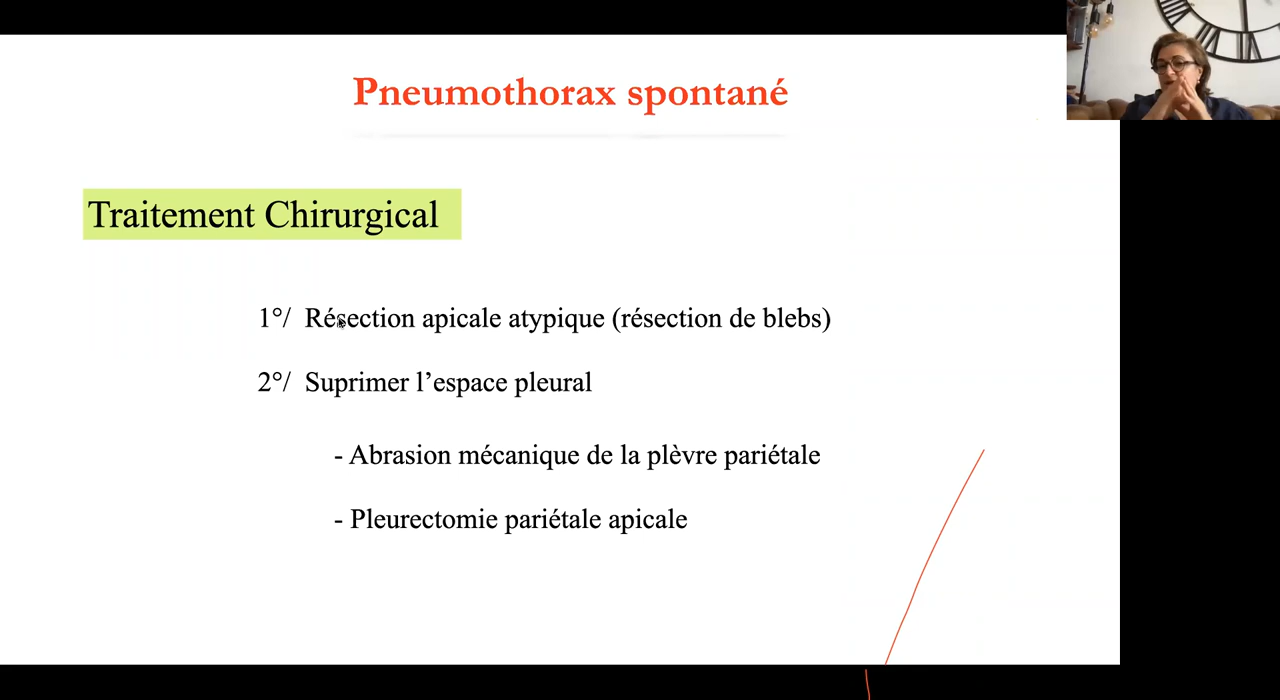 Pneumothorax spontané
Traitement Chirurgical
1°/ Résection apicale atypique (résection de blebs)
2°/ Suprimer l’espace pleural
- Abrasion mécanique de la plèvre pariétale
- Pleurectomie pariétale apicale